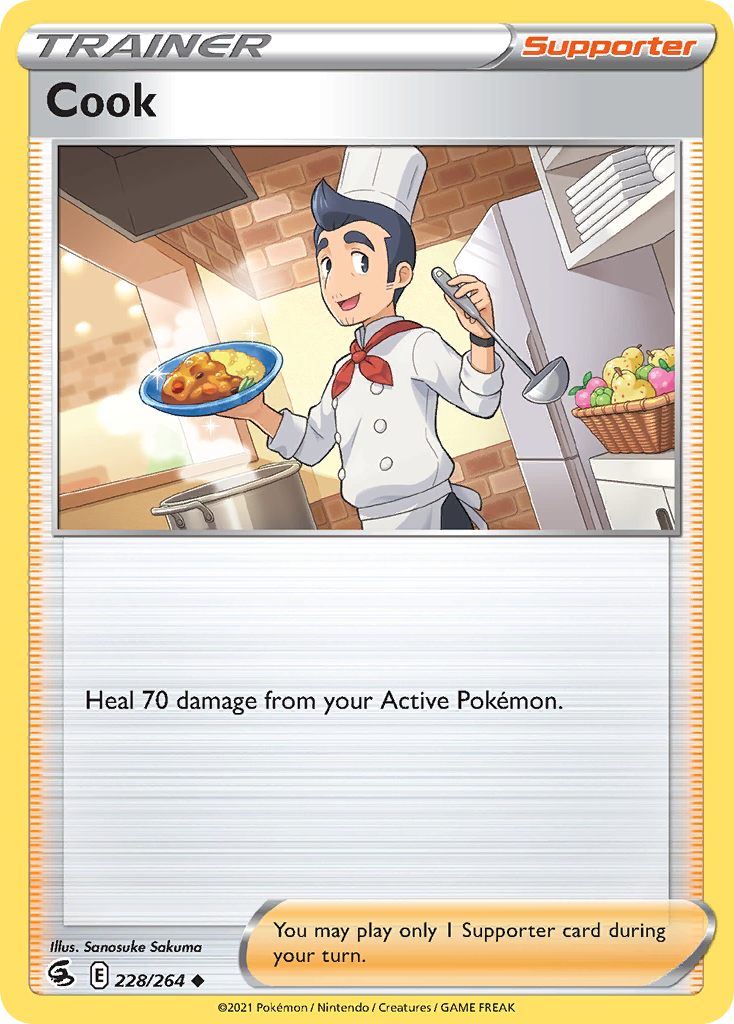 TRAINER
Supporter
Cook
Heal 70 damage from your Active Pokémon.
You may play only 1 Supporter card during
your turn.
Illus. Sanosuke Sakuma
E 228/264 ◆
©2021 Pokémon / Nintendo / Creatures / GAME FREAK